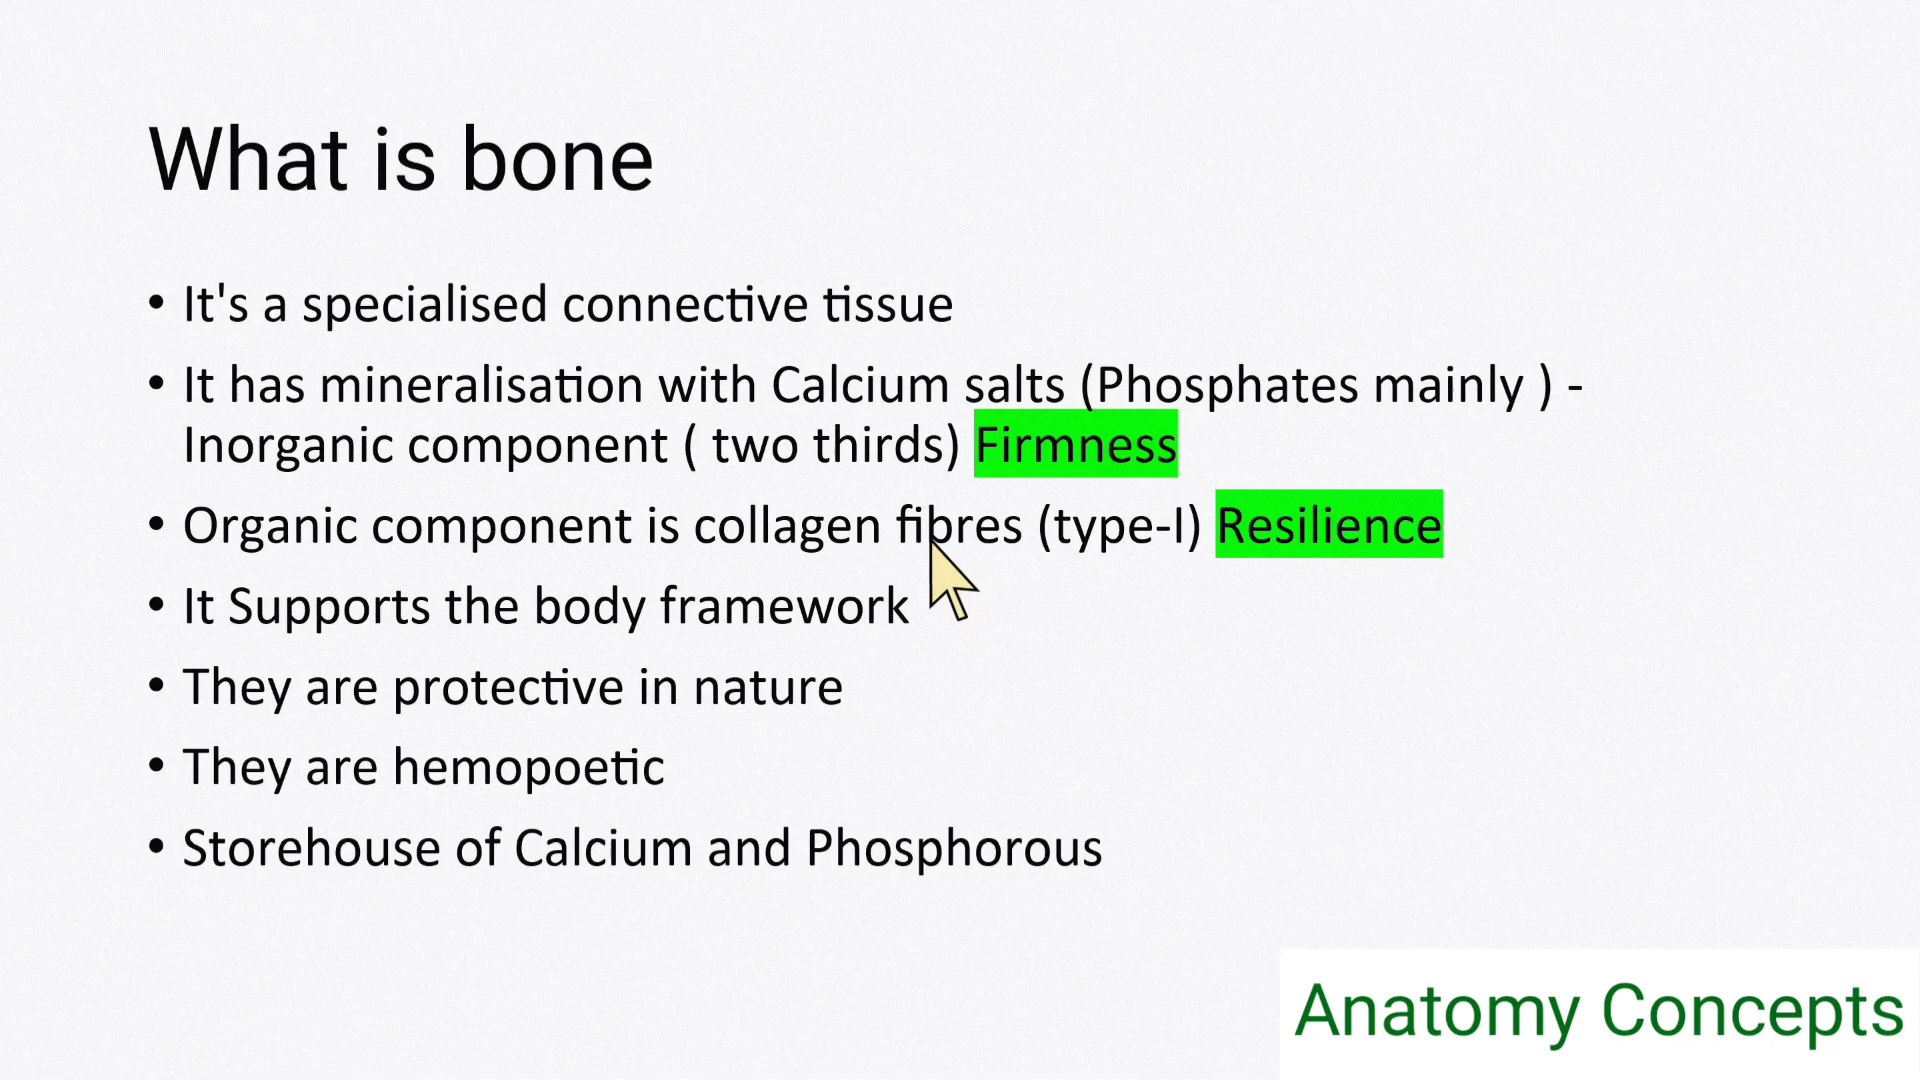 What is bone
• It's a specialised connective tissue
• It has mineralisation with Calcium salts (Phosphates mainly ) -
Inorganic component ( two thirds) Firmness
• Organic component is collagen fibres (type-I) Resilience
• It Supports the body framework
• They are protective in nature
• They are hemopoetic
• Storehouse of Calcium and Phosphorous
Anatomy Concepts